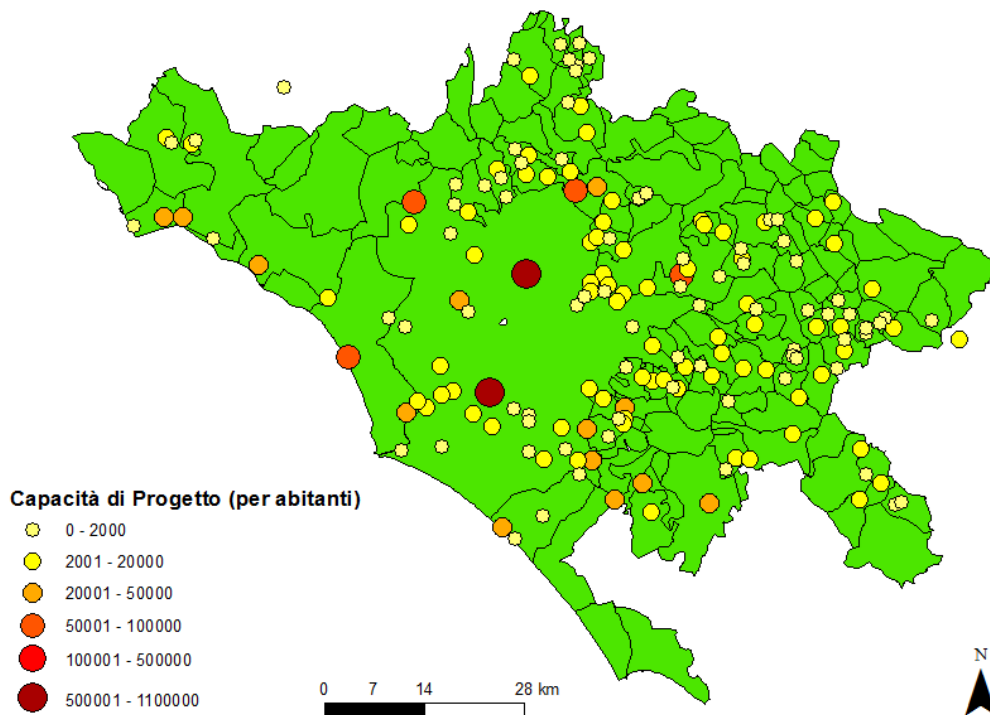 Capacità di Progetto (per abitanti)
0 - 2000
2001 - 20000
20001 - 50000
50001 - 100000
100001 - 500000
500001 - 1100000
0 7 14 28 km
N